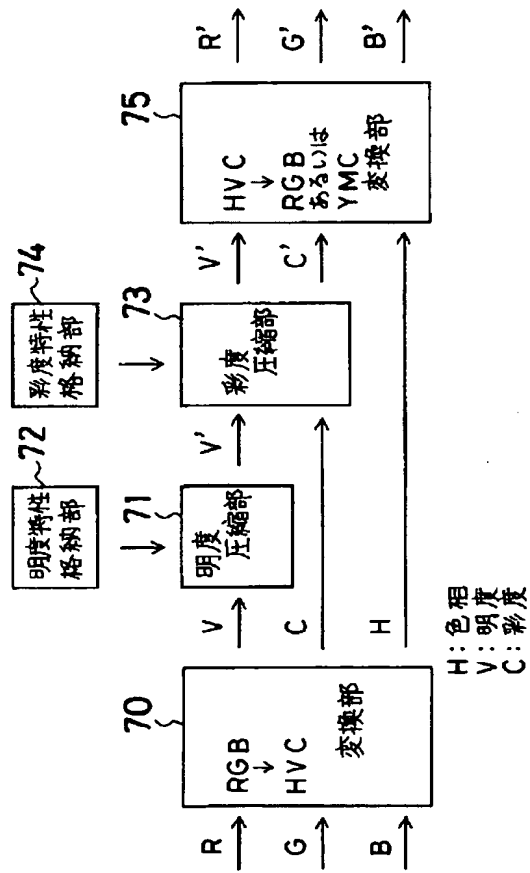 R
G
B
70
RGB
↓
HVC
変換部
V
C
H
72
明度特性
格納部
71
明度
圧縮部
V'
74
彩度特性
格納部
73
彩度
圧縮部
V'
C'
75
HVC
↓
RGB
あるいは
YMC
変換部
R'
G'
B'
H:色相
V:明度
C:彩度